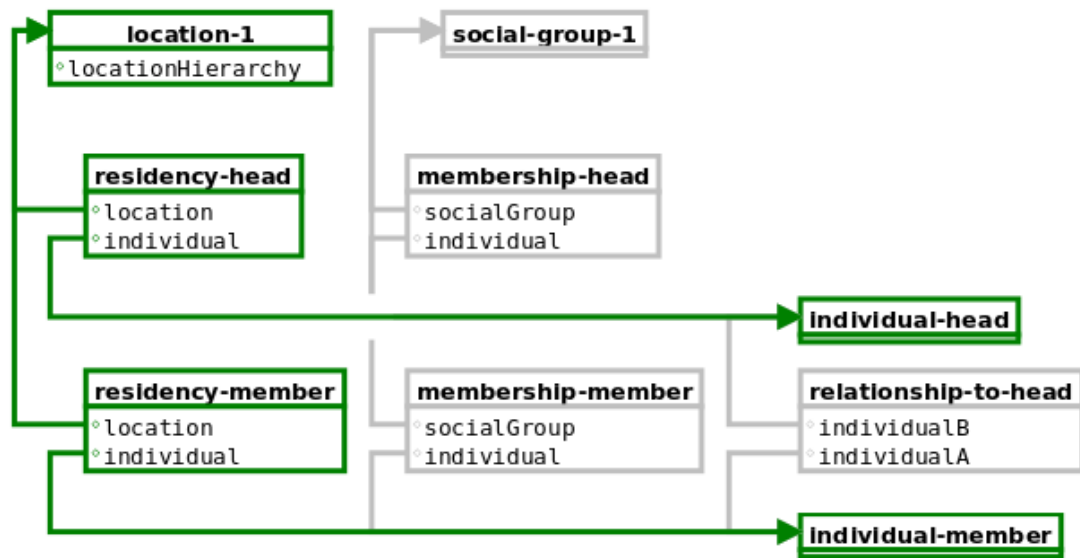 location-1
locationHierarchy
social-group-1
residency-head
location
individual
membership-head
socialGroup
individual
individual-head
residency-member
location
individual
membership-member
socialGroup
individual
relationship-to-head
individualB
individualA
individual-member